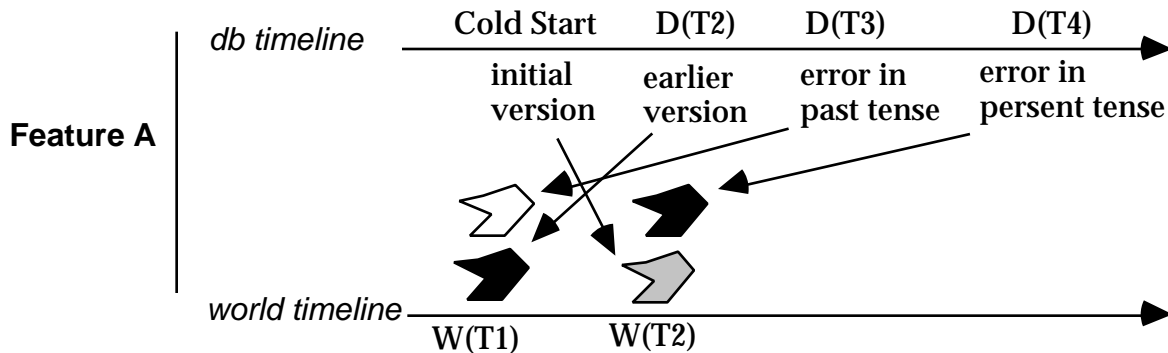 Cold Start D(T2) D(T3) D(T4)
db timeline
initial version
earlier version
error in past tense
error in persent tense
Feature A
world timeline
W(T1) W(T2)